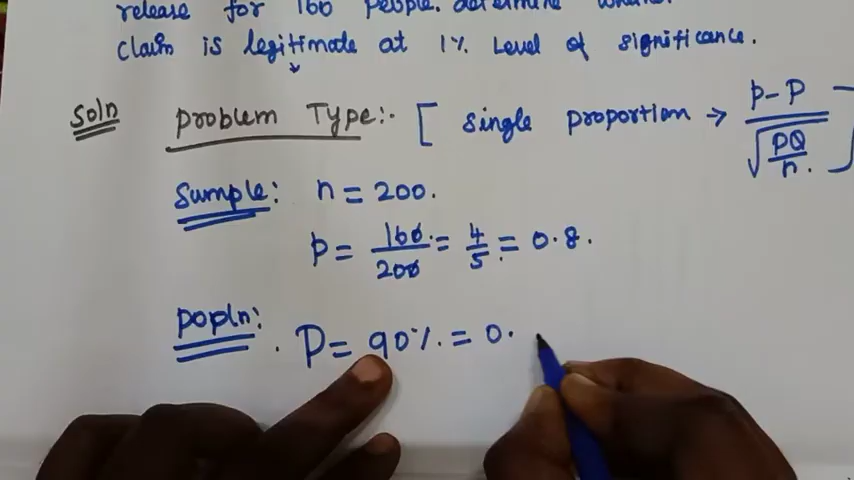 release for 160 people. determine
claim is legitimate at 1% Level of significance.
Soln Problem Type:- [ Single proportion → p-P / √(PQ/n) ]
Sample: n = 200.
p = 160/200 = 4/5 = 0.8.
Popln: P = 90% = 0.